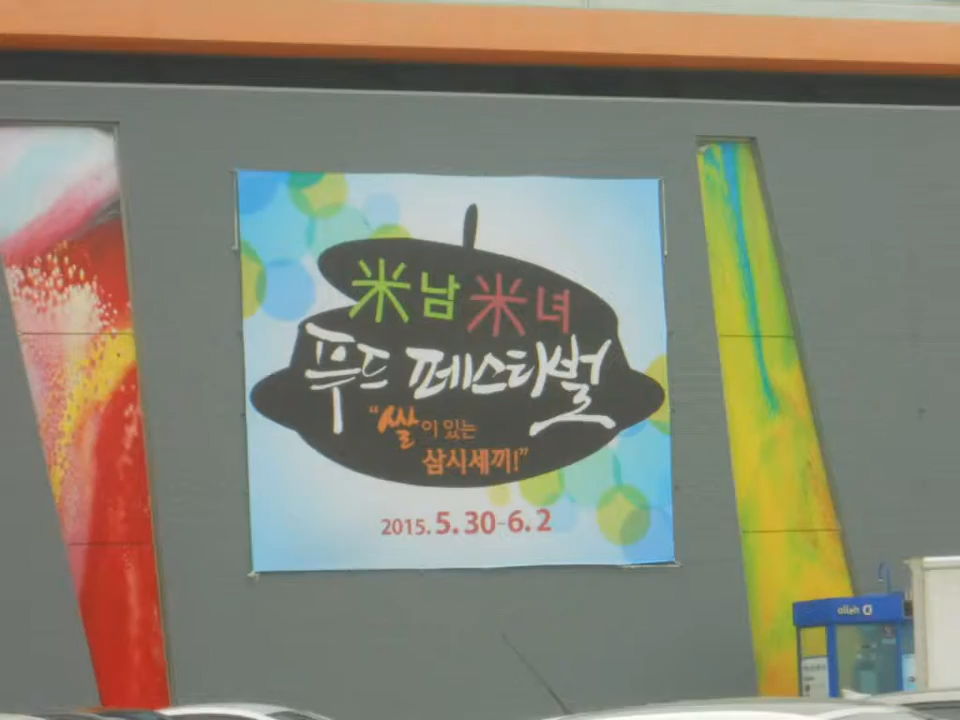 米남米녀
푸드 페스티벌
“쌀이 있는
삼시세끼!”
2015. 5. 30-6. 2
olleh